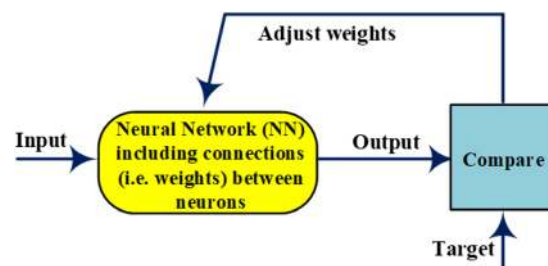 Adjust weights
Input
Neural Network (NN)
including connections
(i.e. weights) between
neurons
Output
Compare
Target